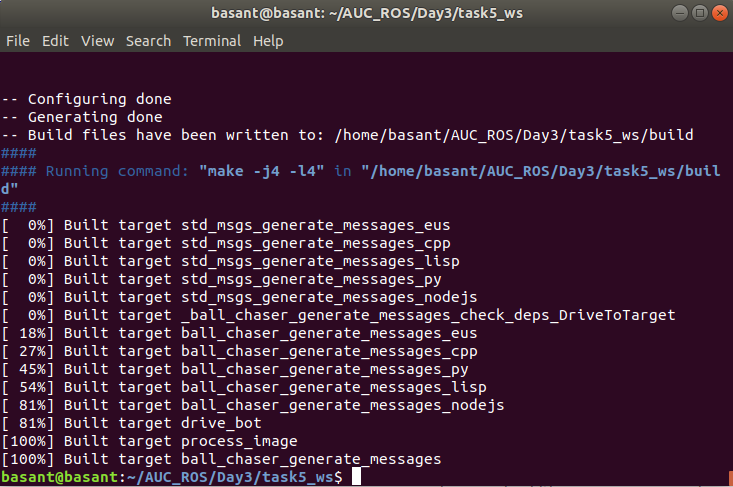 basant@basant: ~/AUC_ROS/Day3/task5_ws
File Edit View Search Terminal Help
-- Configuring done
-- Generating done
-- Build files have been written to: /home/basant/AUC_ROS/Day3/task5_ws/build
####
#### Running command: "make -j4 -l4" in "/home/basant/AUC_ROS/Day3/task5_ws/buil
d"
####
[  0%] Built target std_msgs_generate_messages_eus
[  0%] Built target std_msgs_generate_messages_cpp
[  0%] Built target std_msgs_generate_messages_lisp
[  0%] Built target std_msgs_generate_messages_py
[  0%] Built target std_msgs_generate_messages_nodejs
[  0%] Built target _ball_chaser_generate_messages_check_deps_DriveToTarget
[ 18%] Built target ball_chaser_generate_messages_eus
[ 27%] Built target ball_chaser_generate_messages_cpp
[ 45%] Built target ball_chaser_generate_messages_py
[ 54%] Built target ball_chaser_generate_messages_lisp
[ 81%] Built target ball_chaser_generate_messages_nodejs
[ 81%] Built target drive_bot
[100%] Built target process_image
[100%] Built target ball_chaser_generate_messages
basant@basant:~/AUC_ROS/Day3/task5_ws$